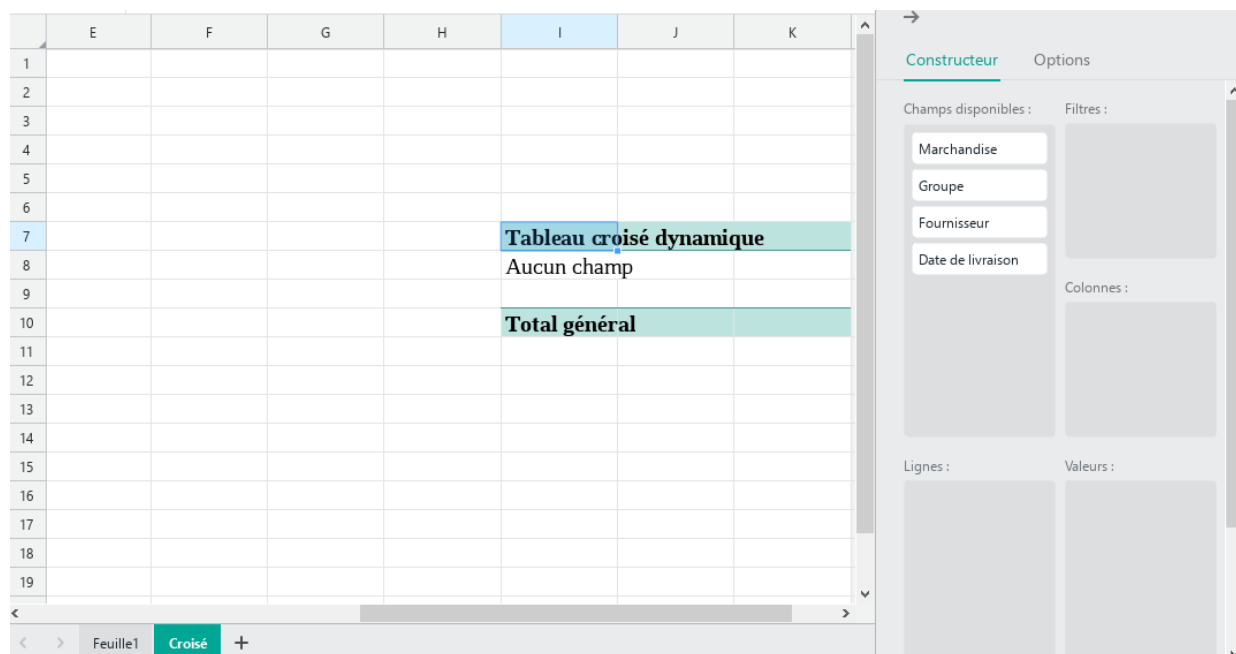 E F G H I J K
1
2
3
4
5
6
7 Tableau croisé dynamique
8 Aucun champ
9
10 Total général
11
12
13
14
15
16
17
18
19
Feuille1 Croisé +
→
Constructeur Options
Champs disponibles : Filtres :
Marchandise
Groupe
Fournisseur
Date de livraison
Colonnes :
Lignes : Valeurs :